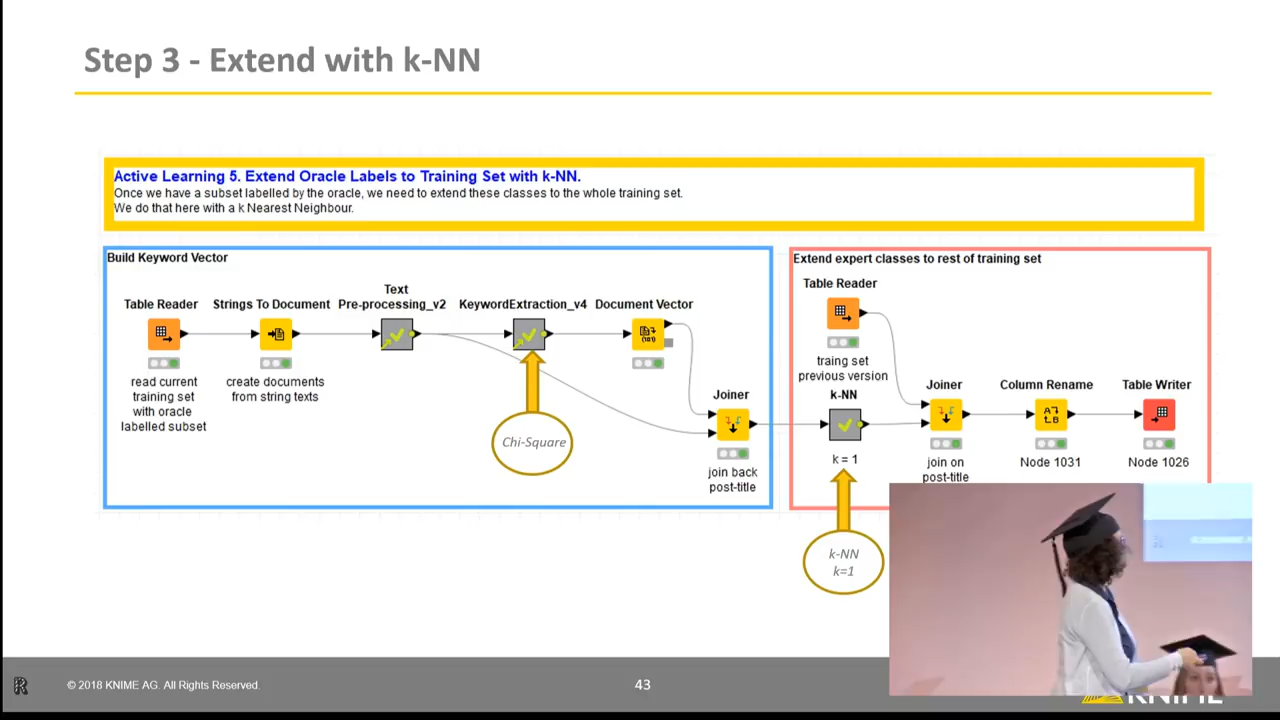 Step 3 - Extend with k-NN
Active Learning 5. Extend Oracle Labels to Training Set with k-NN.
Once we have a subset labelled by the oracle, we need to extend these classes to the whole training set.
We do that here with a k Nearest Neighbour.
Build Keyword Vector
Table Reader
read current
training set
with oracle
labelled subset
Strings To Document
create documents
from string texts
Text
Pre-processing_v2
KeywordExtraction_v4
Chi-Square
Document Vector
Joiner
join back
post-title
Extend expert classes to rest of training set
Table Reader
traing set
previous version
k-NN
k = 1
k-NN
k=1
Joiner
join on
post-title
Column Rename
Node 1031
Table Writer
Node 1026
© 2018 KNIME AG. All Rights Reserved.
43
KNIME